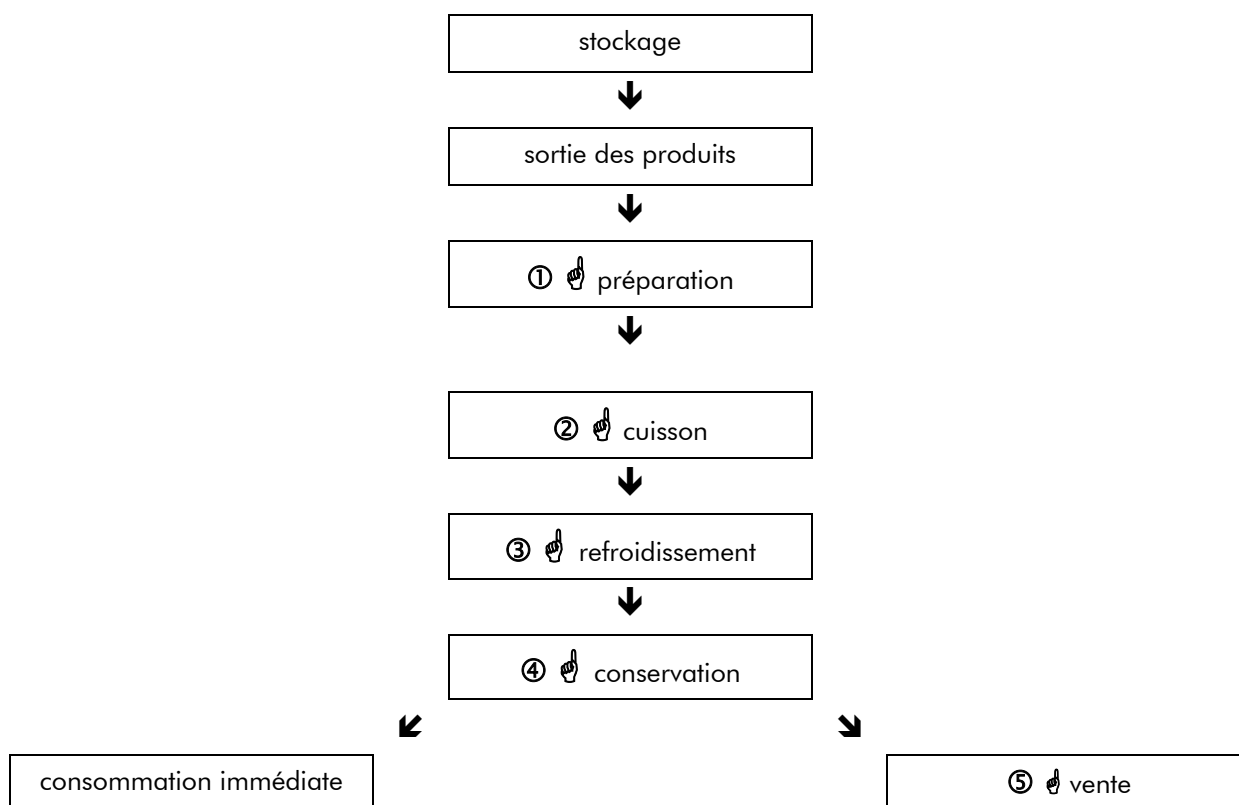 stockage
sortie des produits
① ☝ préparation
② ☝ cuisson
③ ☝ refroidissement
④ ☝ conservation
consommation immédiate
⑤ ☝ vente